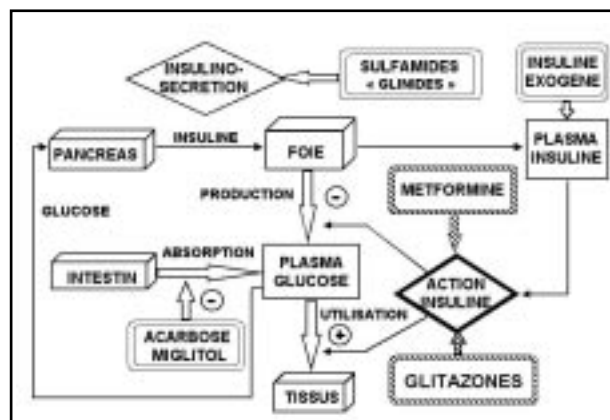 INSULINO-
SECRETION
SULFAMIDES
« GLINIDES »
INSULINE
EXOGENE
PANCREAS
INSULINE
FOIE
PLASMA
INSULINE
GLUCOSE
PRODUCTION
-
METFORMINE
ABSORPTION
INTESTIN
-
PLASMA
GLUCOSE
ACTION
INSULINE
UTILISATION
+
ACARBOSE
MIGLITOL
TISSUS
GLITAZONES